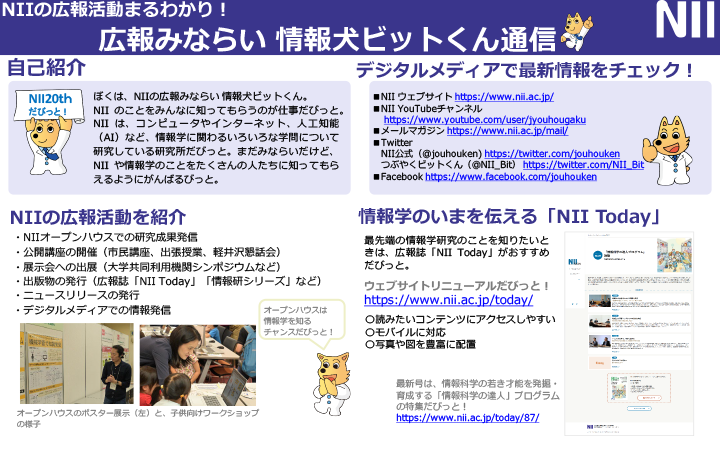 NIIの広報活動まるわかり！
広報みならい 情報犬ビットくん通信
NII
自己紹介
NII20th
だびっと！
ぼくは、NIIの広報みならい 情報犬ビットくん。
NII のことをみんなに知ってもらうのが仕事だびっと。
NII は、コンピュータやインターネット、人工知能
（AI）など、情報学に関わるいろいろな学問について
研究している研究所だびっと。まだみならいだけど、
NII や情報学のことをたくさんの人たちに知ってもら
えるようにがんばるびっと。
デジタルメディアで最新情報をチェック！
■NII ウェブサイト https://www.nii.ac.jp/
■NII YouTubeチャンネル
https://www.youtube.com/user/jyouhougaku
■メールマガジン https://www.nii.ac.jp/mail/
■Twitter
NII公式（@jouhouken) https://twitter.com/jouhouken
つぶやくビットくん（@NII_Bit） https://twitter.com/NII_Bit
■Facebook https://www.facebook.com/jouhouken
NIIの広報活動を紹介
・NIIオープンハウスでの研究成果発信
・公開講座の開催（市民講座、出張授業、軽井沢懇話会）
・展示会への出展（大学共同利用機関シンポジウムなど）
・出版物の発行（広報誌「NII Today」「情報研シリーズ」など）
・ニュースリリースの発行
・デジタルメディアでの情報発信
オープンハウスは
情報学を知る
チャンスだびっと！
オープンハウスのポスター展示（左）と、子供向けワークショップ
の様子
情報学のいまを伝える「NII Today」
最先端の情報学研究のことを知りたいと
きは、広報誌「NII Today」がおすすめ
だびっと。
ウェブサイトリニューアルだびっと！
https://www.nii.ac.jp/today/
〇読みたいコンテンツにアクセスしやすい
〇モバイルに対応
〇写真や図を豊富に配置
最新号は、情報科学の若き才能を発掘・
育成する「情報科学の達人」プログラム
の特集だびっと！
https://www.nii.ac.jp/today/87/
NII